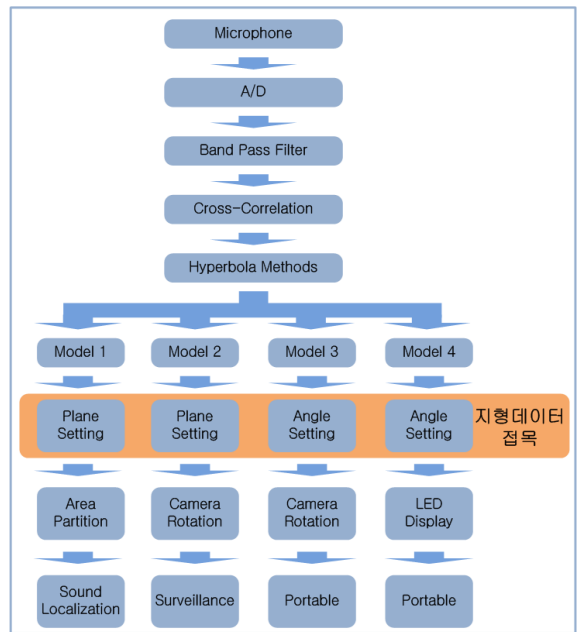 Microphone
A/D
Band Pass Filter
Cross-Correlation
Hyperbola Methods
Model 1
Model 2
Model 3
Model 4
Plane
Setting
Plane
Setting
Angle
Setting
Angle
Setting
지형데이터
접목
Area
Partition
Camera
Rotation
Camera
Rotation
LED
Display
Sound
Localization
Surveillance
Portable
Portable